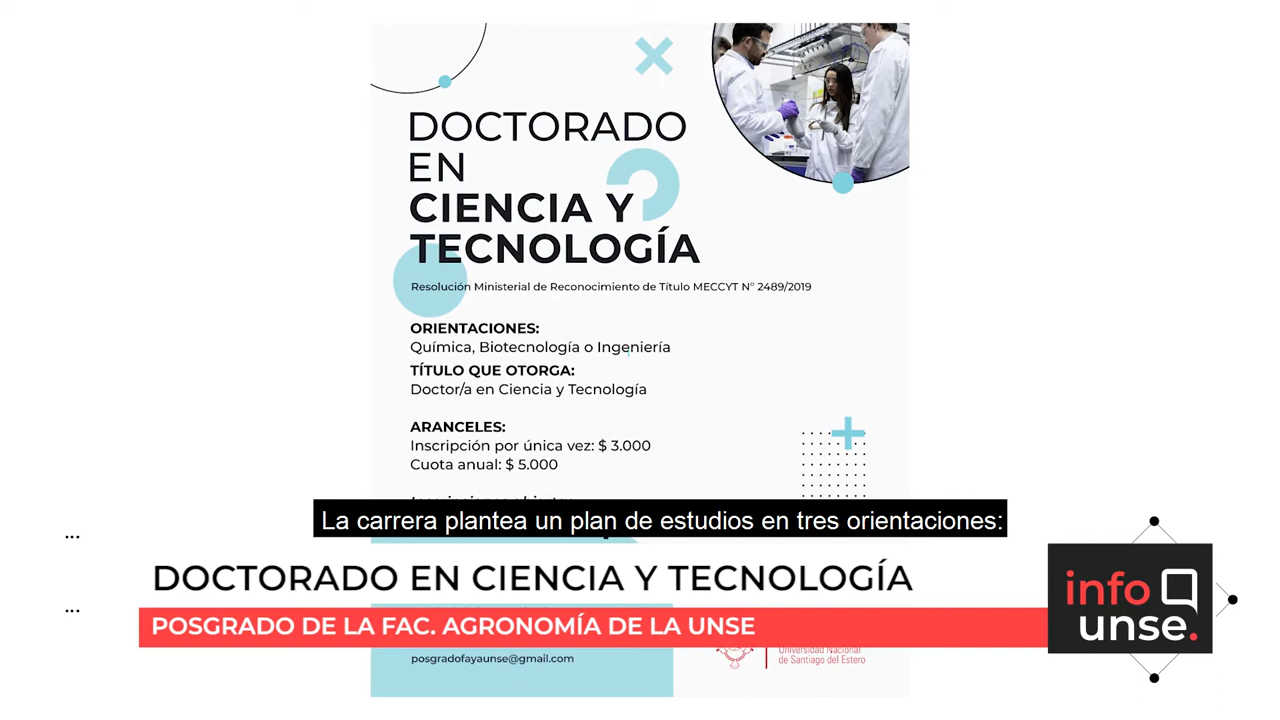 DOCTORADO
EN
CIENCIA Y
TECNOLOGÍA
Resolución Ministerial de Reconocimiento de Título MECCYT N° 2489/2019
ORIENTACIONES:
Química, Biotecnología o Ingeniería
TÍTULO QUE OTORGA:
Doctor/a en Ciencia y Tecnología
ARANCELES:
Inscripción por única vez: $ 3.000
Cuota anual: $ 5.000
La carrera plantea un plan de estudios en tres orientaciones:
DOCTORADO EN CIENCIA Y TECNOLOGÍA
POSGRADO DE LA FAC. AGRONOMÍA DE LA UNSE
info
unse.
posgradofayaunse@gmail.com
Universidad Nacional
de Santiago del Estero